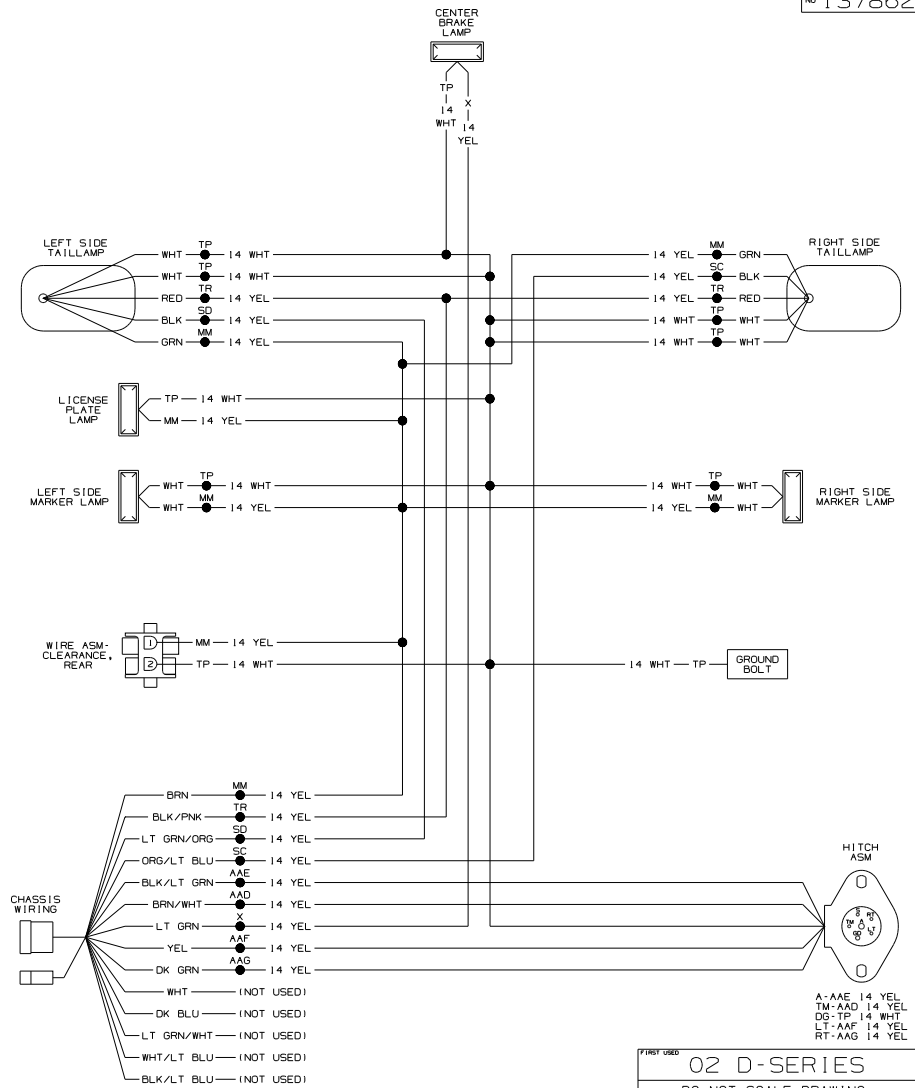 NO 137862
CENTER
BRAKE
LAMP
TP X
14 14
WHT YEL
LEFT SIDE
TAILLAMP
WHT TP 14 WHT
WHT TP 14 WHT
RED TR 14 YEL
BLK SD 14 YEL
GRN MM 14 YEL
RIGHT SIDE
TAILLAMP
14 YEL MM GRN
14 YEL SC BLK
14 YEL TR RED
14 WHT TP WHT
14 WHT TP WHT
LICENSE
PLATE
LAMP
TP 14 WHT
MM 14 YEL
LEFT SIDE
MARKER LAMP
WHT TP 14 WHT
WHT MM 14 YEL
14 WHT TP WHT
14 YEL MM WHT
RIGHT SIDE
MARKER LAMP
WIRE ASM-
CLEARANCE,
REAR
1 MM 14 YEL
2 TP 14 WHT
14 WHT TP
GROUND
BOLT
CHASSIS
WIRING
BRN MM 14 YEL
BLK/PNK TR 14 YEL
LT GRN/ORG SD 14 YEL
ORG/LT BLU SC 14 YEL
BLK/LT GRN AAE 14 YEL
BRN/WHT AAD 14 YEL
LT GRN X 14 YEL
YEL AAF 14 YEL
DK GRN AAG 14 YEL
WHT (NOT USED)
DK BLU (NOT USED)
LT GRN/WHT (NOT USED)
WHT/LT BLU (NOT USED)
BLK/LT BLU (NOT USED)
HITCH
ASM
S RT
TM A LT
GD
A-AAE 14 YEL
TM-AAD 14 YEL
DG-TP 14 WHT
LT-AAF 14 YEL
RT-AAG 14 YEL
FIRST USED
02 D-SERIES
DO NOT SCALE DRAWING